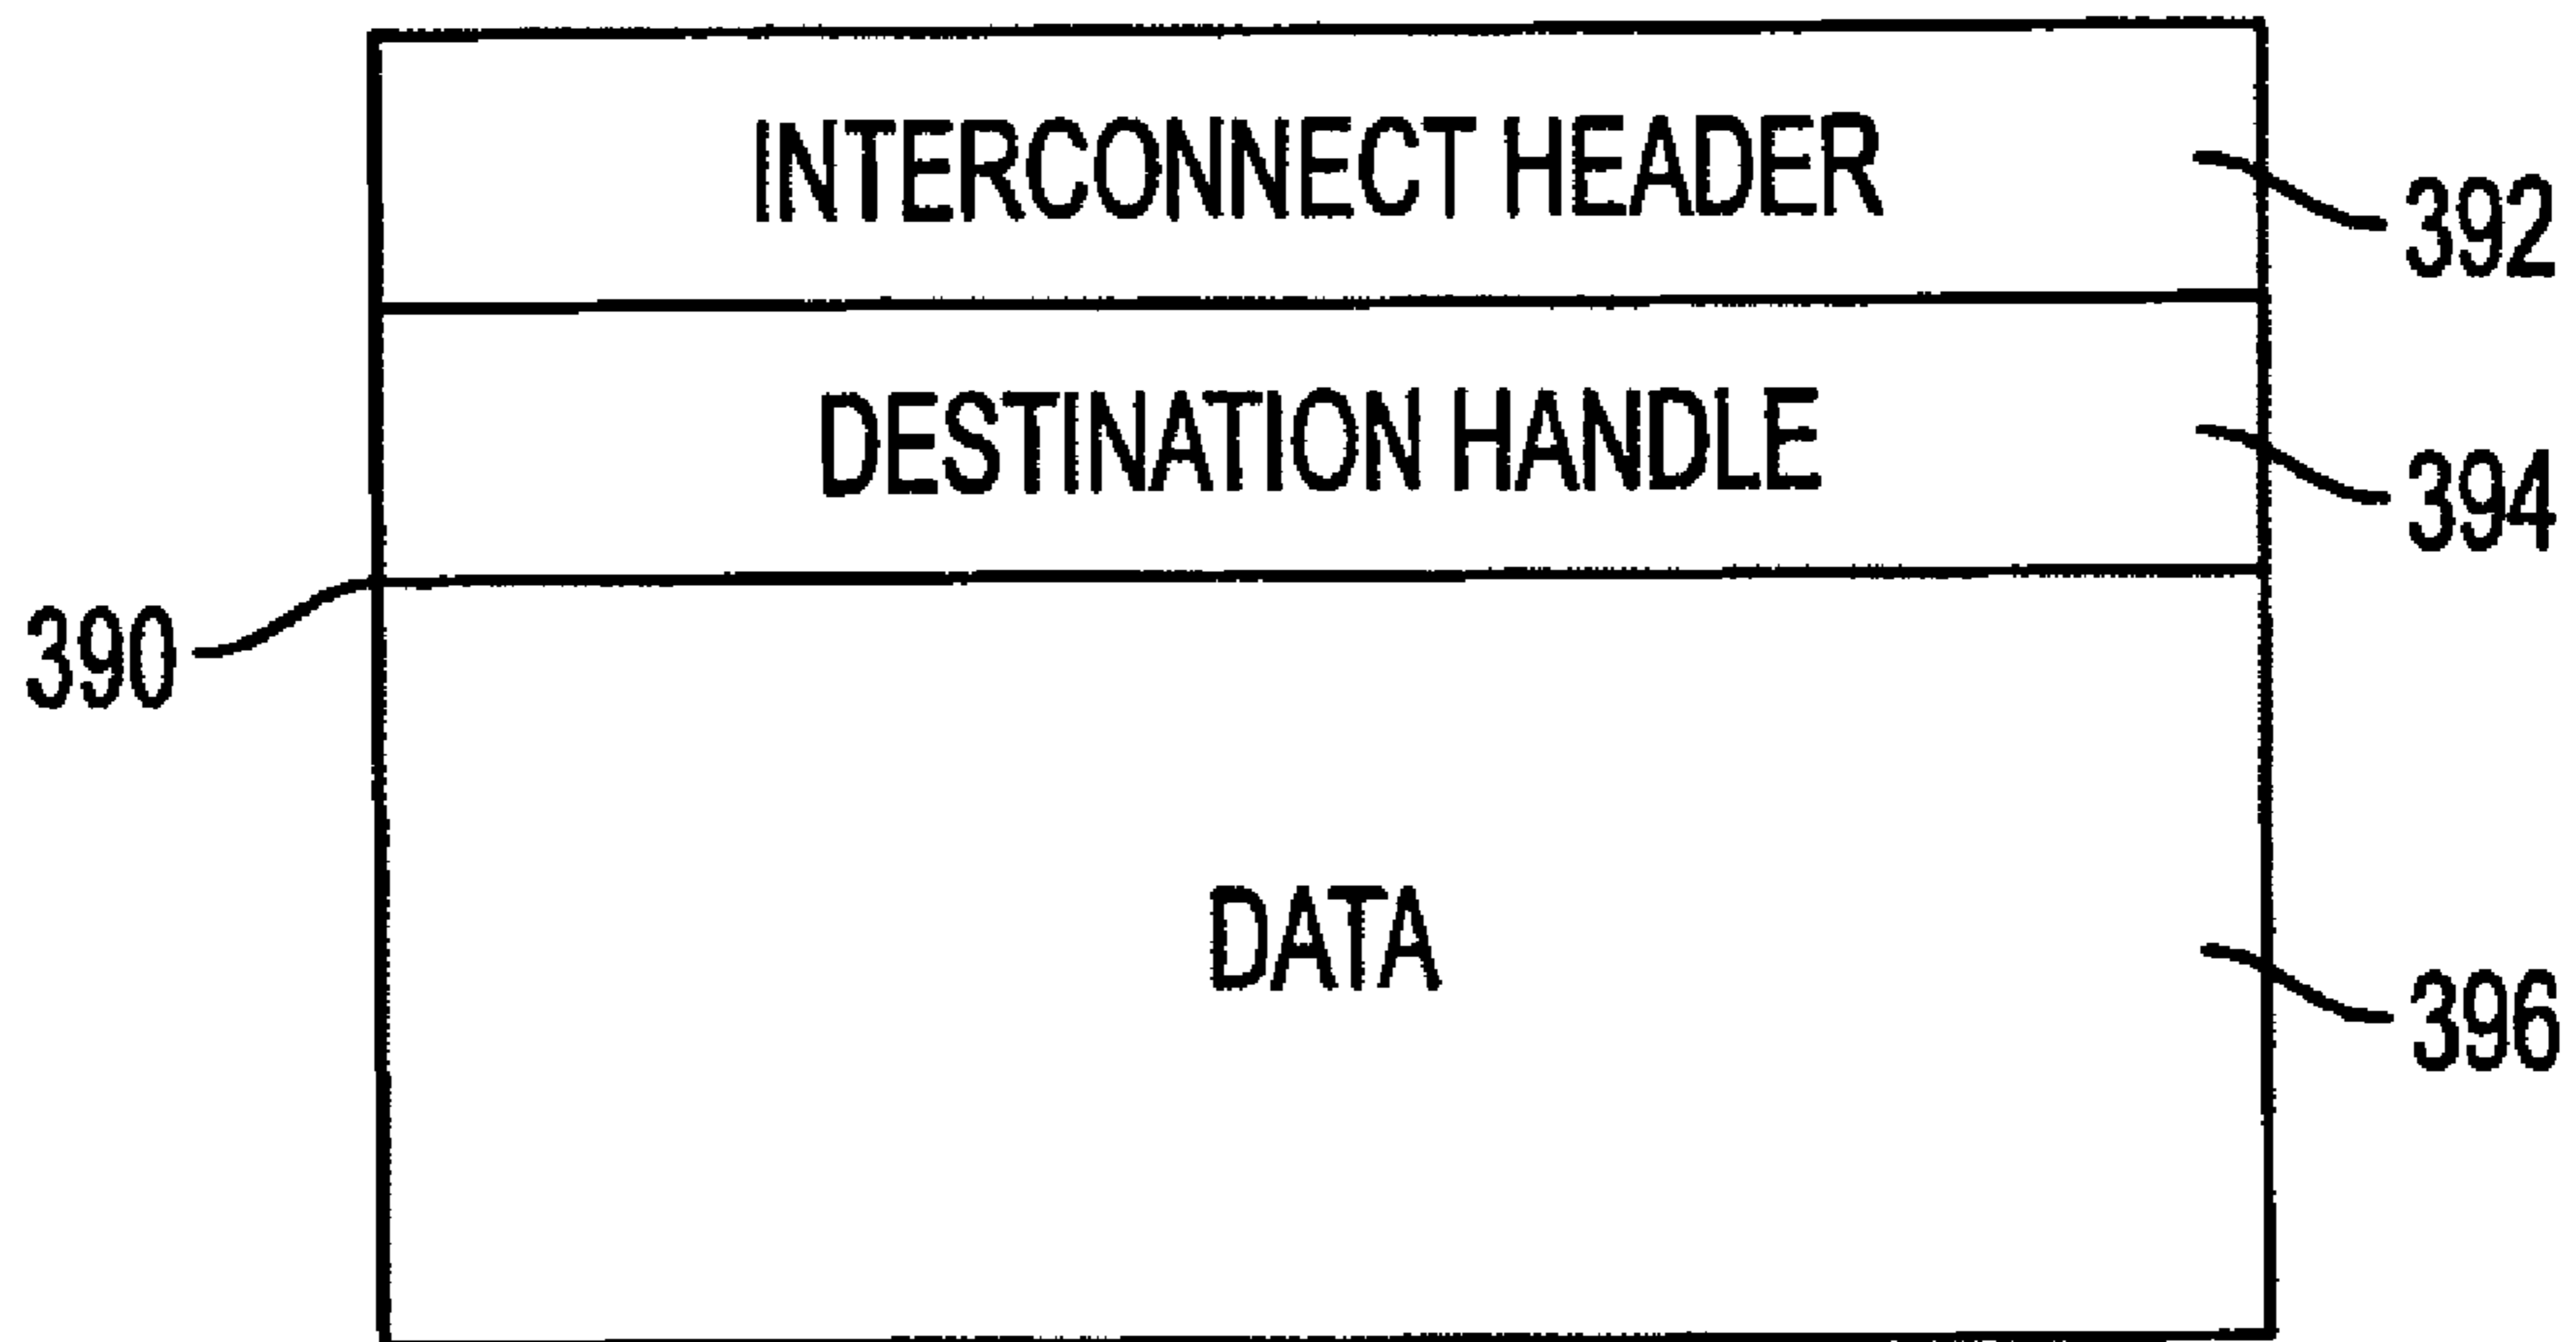 INTERCONNECT HEADER
392
DESTINATION HANDLE
394
390
DATA
396